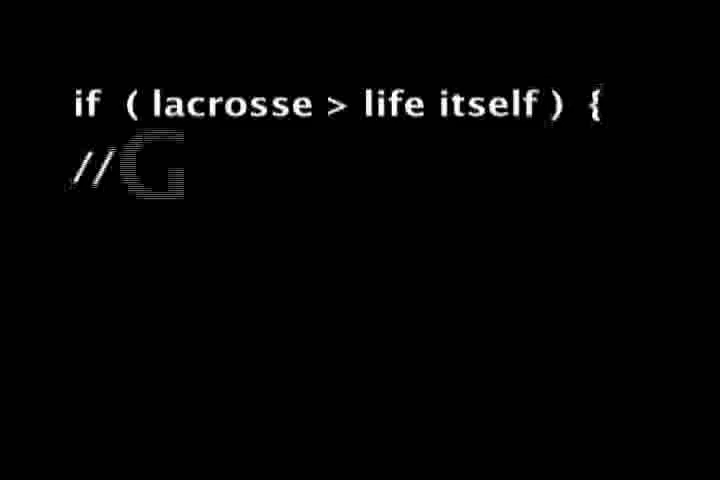 if ( lacrosse > life itself ) {
//G